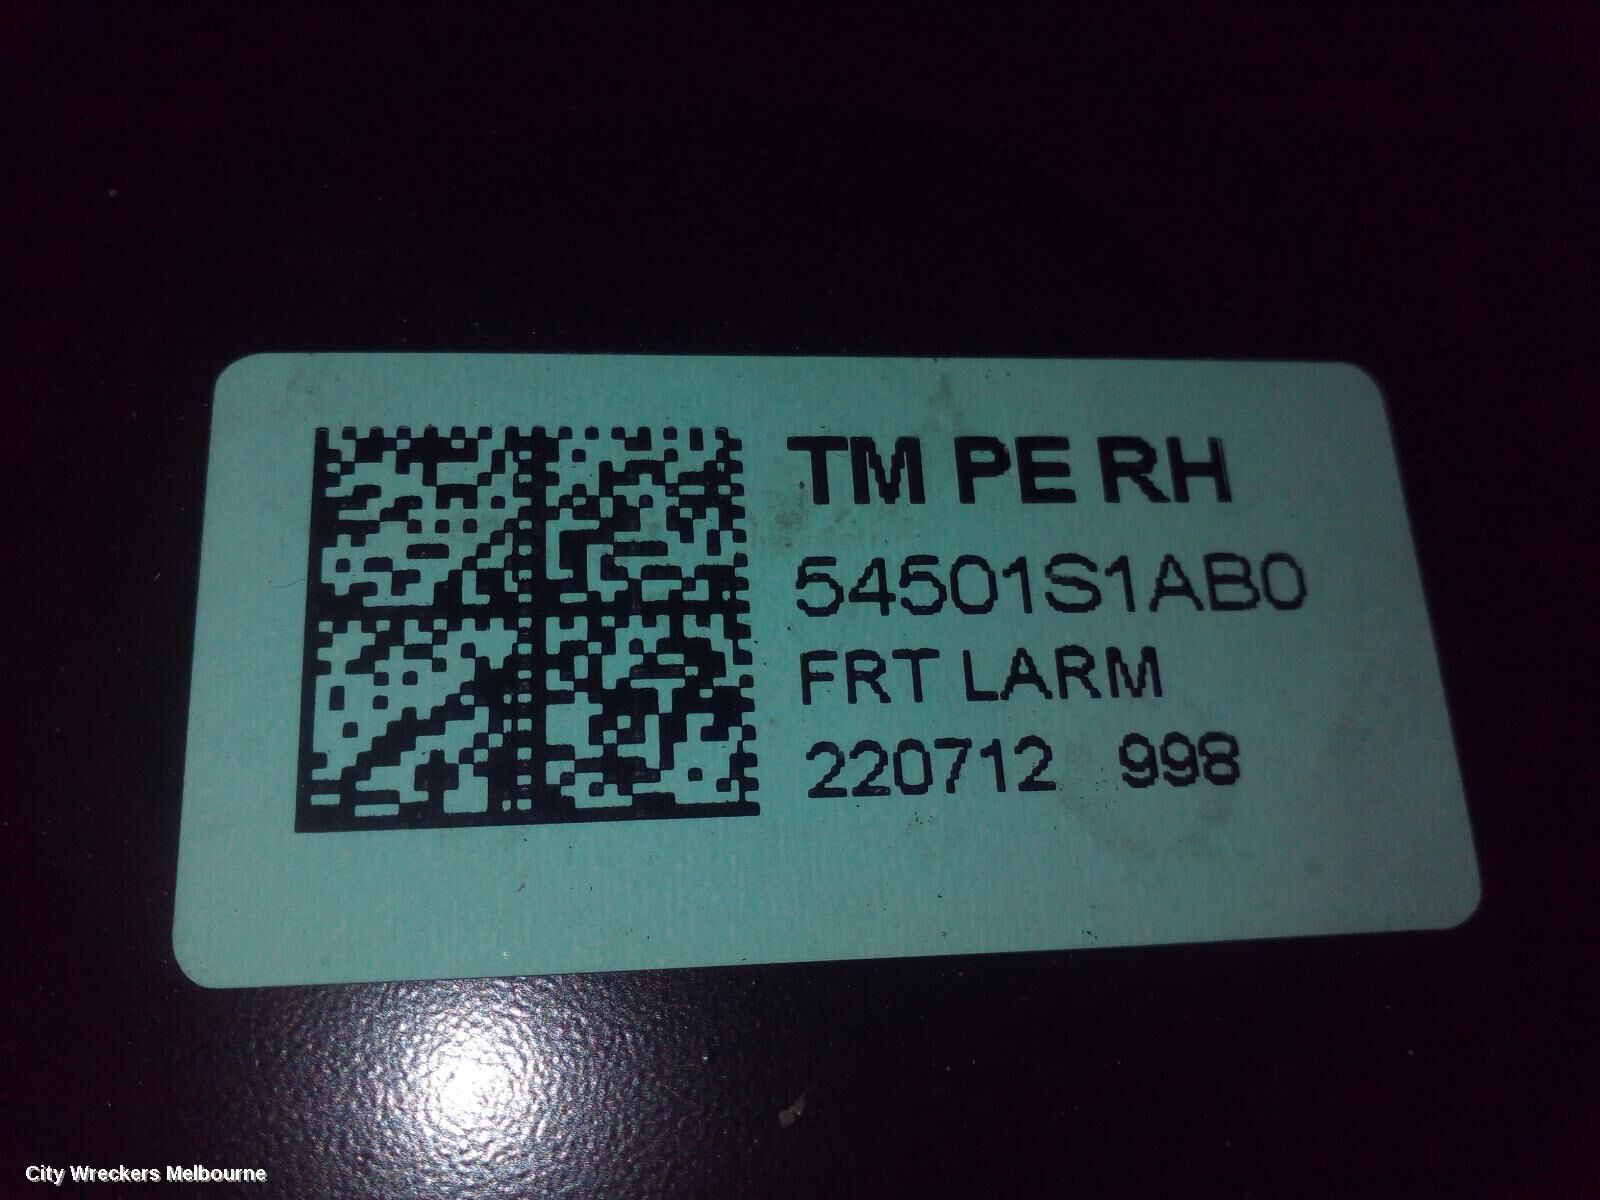 TM PE RH
54501S1AB0
FRT LARM
220712 998
City Wreckers Melbourne